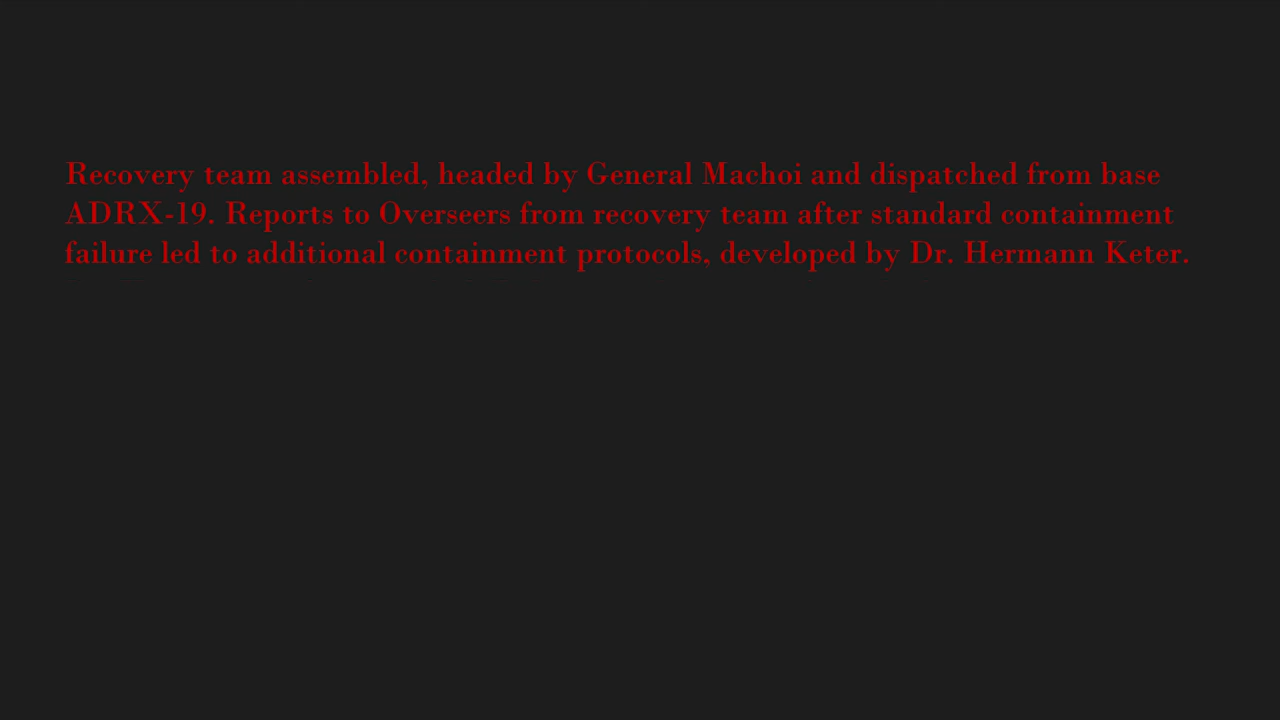 Recovery team assembled, headed by General Machoi and dispatched from base
ADRX-19. Reports to Overseers from recovery team after standard containment
failure led to additional containment protocols, developed by Dr. Hermann Keter.